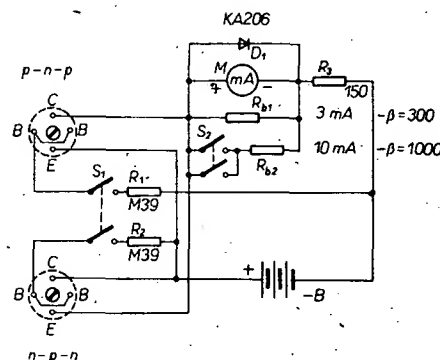 KA206
D1
p-n-p
M
mA
+ -
R3
150
C
B B
E
Rb1
3 mA -β=300
S2
10 mA -β=1000
Rb2
S1
R1
M39
R2
M39
C
B B
E
+
-B
n-p-n